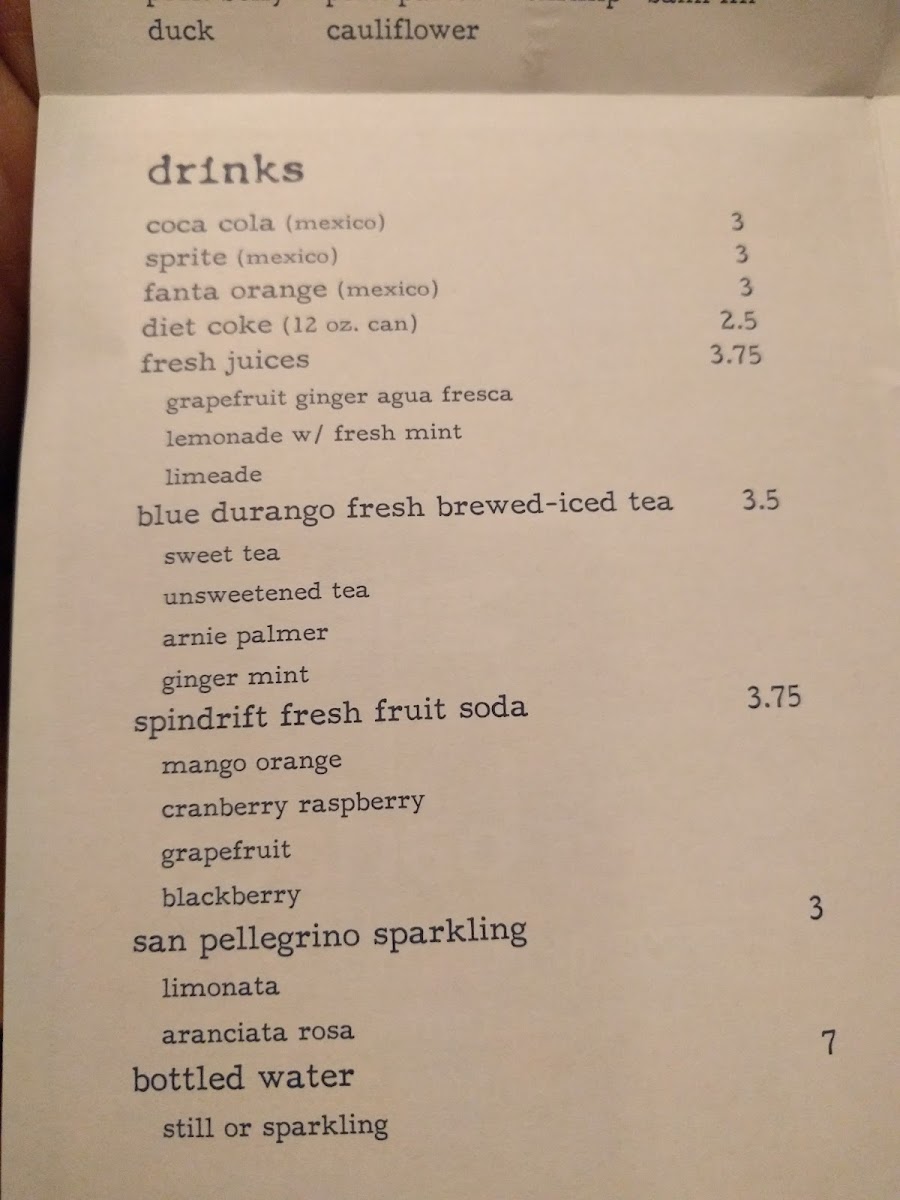 duck cauliflower
drinks
coca cola (mexico) 3
sprite (mexico) 3
fanta orange (mexico) 3
diet coke (12 oz. can) 2.5
fresh juices 3.75
grapefruit ginger agua fresca
lemonade w/ fresh mint
limeade
blue durango fresh brewed-iced tea 3.5
sweet tea
unsweetened tea
arnie palmer
ginger mint
spindrift fresh fruit soda 3.75
mango orange
cranberry raspberry
grapefruit
blackberry
san pellegrino sparkling 3
limonata
aranciata rosa
bottled water 7
still or sparkling